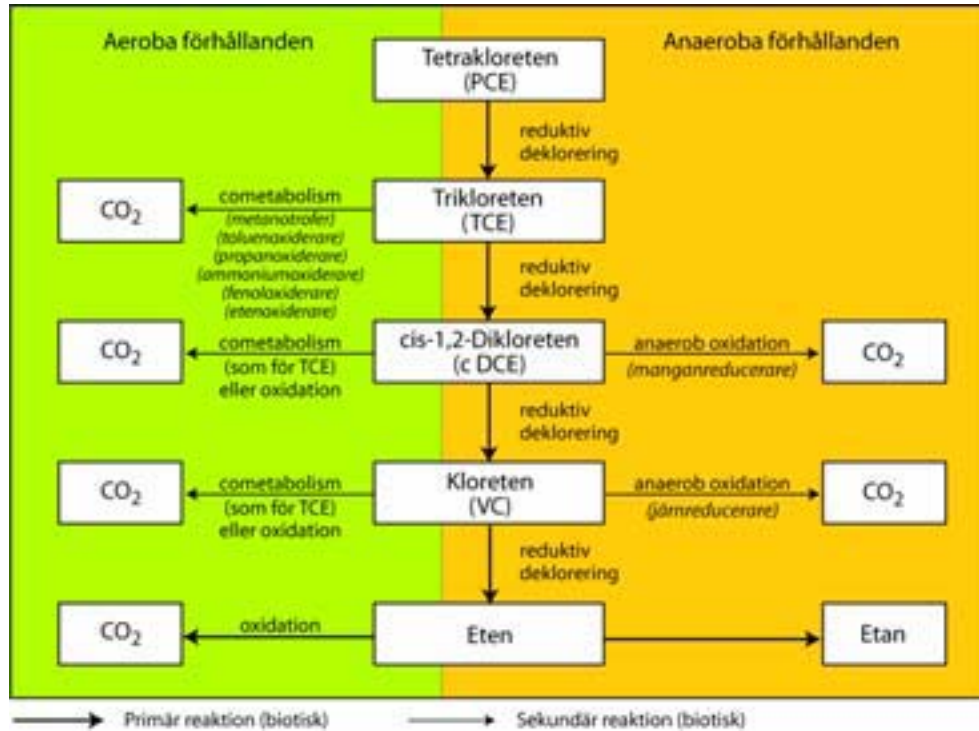 Aeroba förhållanden
Anaeroba förhållanden
Tetrakloreten
(PCE)
reduktiv
deklorering
CO2
cometabolism
(metanotrofer)
(toluenoxiderare)
(propanoxiderare)
(ammoniumoxiderare)
(fenoloxiderare)
(etenoxiderare)
Trikloreten
(TCE)
reduktiv
deklorering
CO2
cometabolism
(som för TCE)
eller oxidation
cis-1,2-Dikloreten
(c DCE)
anaerob oxidation
(manganreducerare)
CO2
reduktiv
deklorering
CO2
cometabolism
(som för TCE)
eller oxidation
Kloreten
(VC)
anaerob oxidation
(järnreducerare)
CO2
reduktiv
deklorering
CO2
oxidation
Eten
Etan
Primär reaktion (biotisk)
Sekundär reaktion (biotisk)